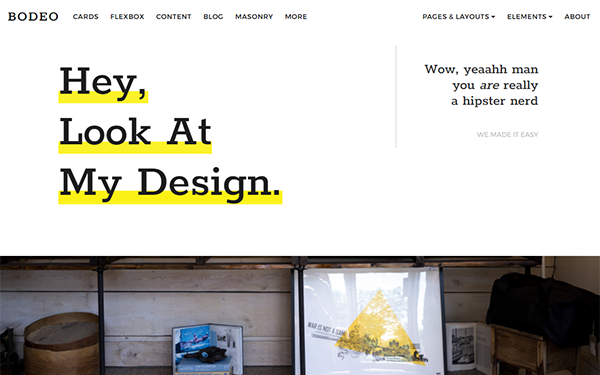 BODEO CARDS FLEXBOX CONTENT BLOG MASONRY MORE PAGES & LAYOUTS ELEMENTS ABOUT
Hey,
Look At
My Design.
Wow, yeaahh man
you are really
a hipster nerd
WE MADE IT EASY
WAR IS NOT A GAME